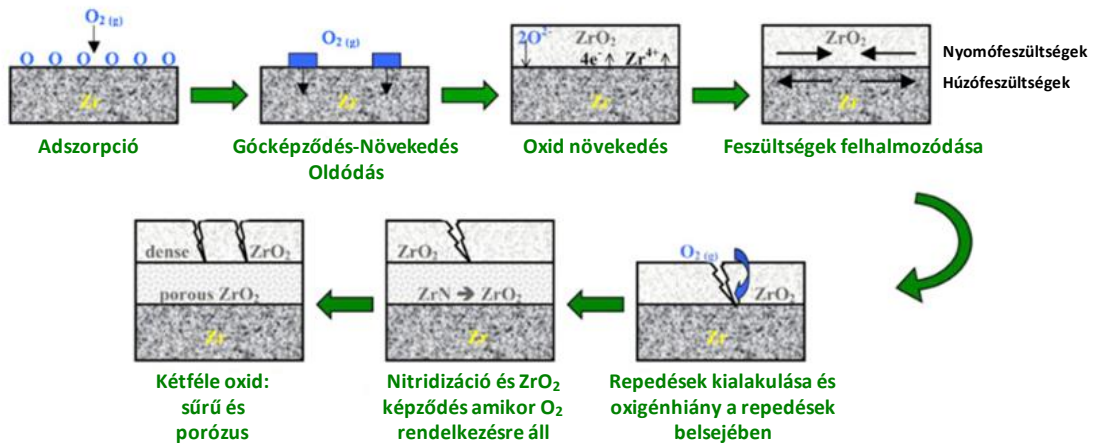 O₂ (g)
O O O O O O
Zr
Adszorpció
O₂ (g)
Zr
Gócképződés-Növekedés
Oldódás
2O²⁻ ZrO₂
4e⁻ Zr⁴⁺
Zr
Oxid növekedés
ZrO₂
Zr
Nyomófeszültségek
Húzófeszültségek
Feszültségek felhalmozódása
dense ZrO₂
porous ZrO₂
Zr
Kétféle oxid:
sűrű és
porózus
ZrO₂
ZrN → ZrO₂
Zr
Nitridizáció és ZrO₂
képződés amikor O₂
rendelkezésre áll
O₂ (g)
ZrO₂
Zr
Repedések kialakulása és
oxigénhiány a repedések
belsejében